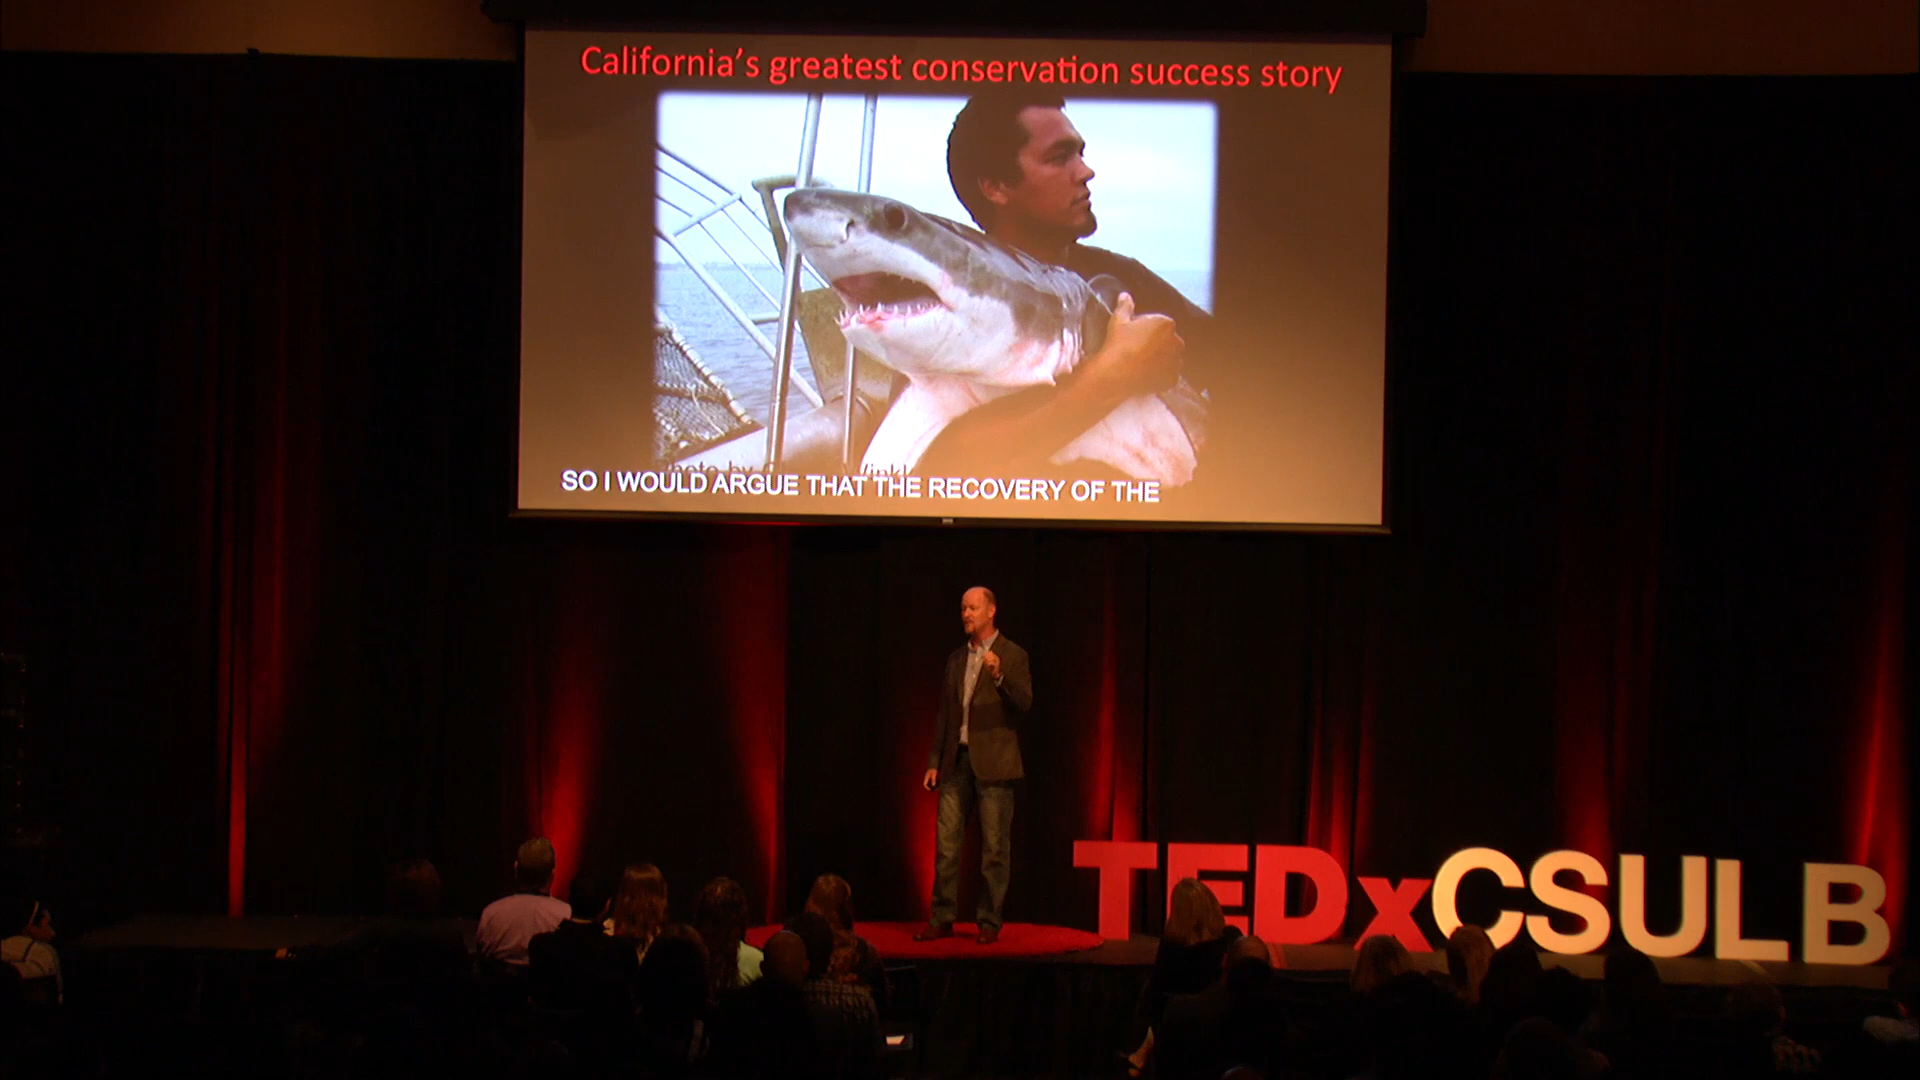 California's greatest conservation success story
SO I WOULD ARGUE THAT THE RECOVERY OF THE
TEDxCSULB